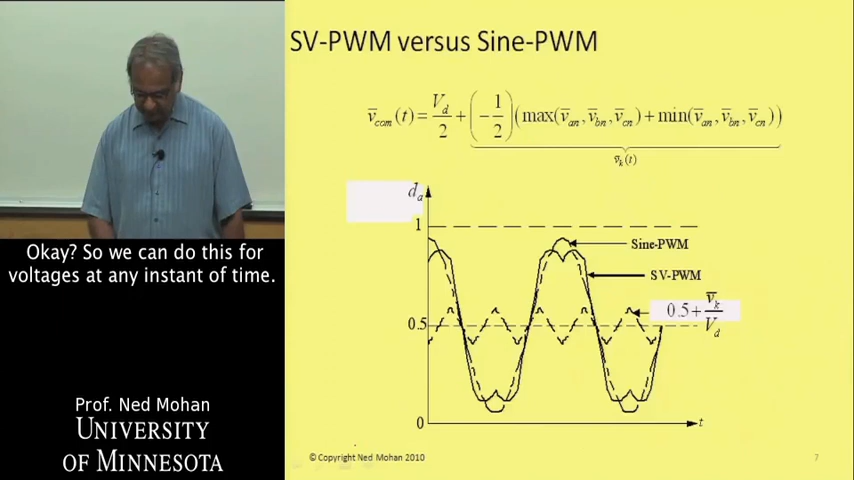 SV-PWM versus Sine-PWM
v̅com(t) = Vd/2 + (−1/2)(max(v̅an, v̅bn, v̅cn) + min(v̅an, v̅bn, v̅cn))
v̅k(t)
da
1
Sine-PWM
SV-PWM
0.5 + v̅k/Vd
0.5
0
t
Okay? So we can do this for
voltages at any instant of time.
Prof. Ned Mohan
UNIVERSITY
OF MINNESOTA
© Copyright Ned Mohan 2010
7